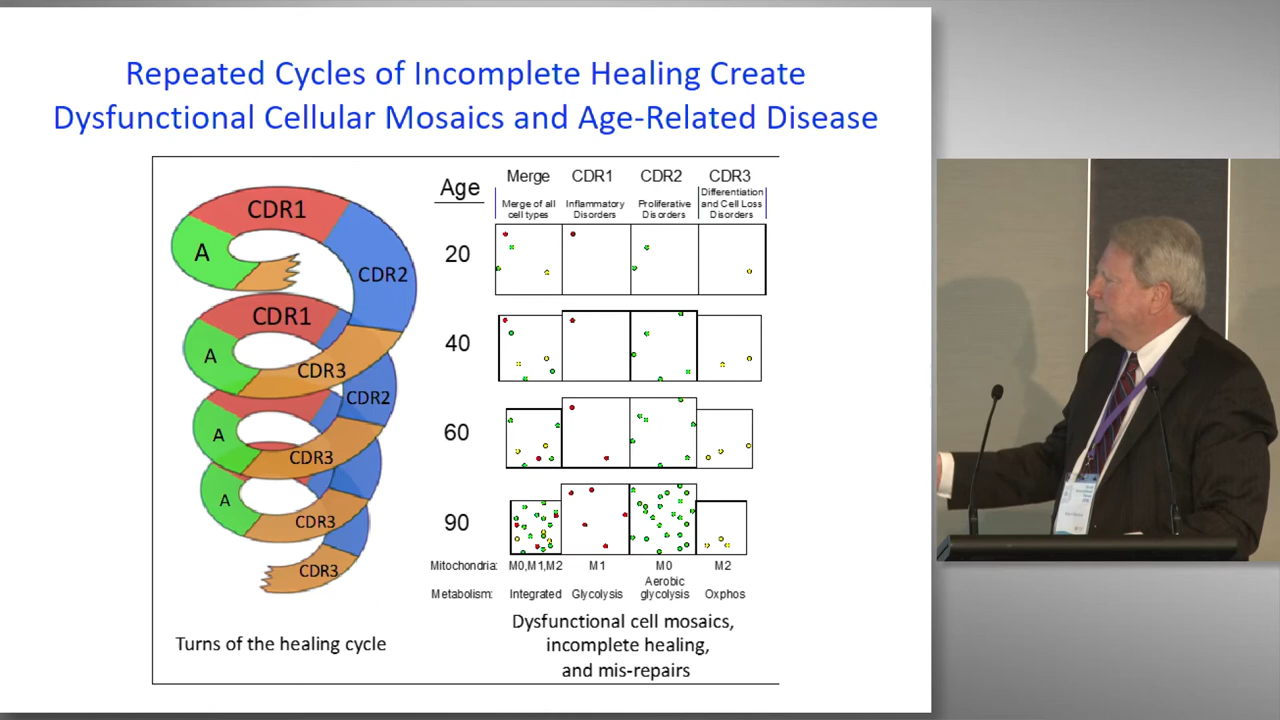 Repeated Cycles of Incomplete Healing Create
Dysfunctional Cellular Mosaics and Age-Related Disease
CDR1
A
CDR2
CDR1
A
CDR3
CDR2
A
CDR3
A
CDR3
CDR3
Turns of the healing cycle
Age
Merge
CDR1
CDR2
CDR3
Merge of all
cell types
Inflammatory
Disorders
Proliferative
Disorders
Differentiation
and Cell Loss
Disorders
20
40
60
90
Mitochondria: M0,M1,M2 M1 M0 M2
Metabolism: Integrated Glycolysis Aerobic
glycolysis Oxphos
Dysfunctional cell mosaics,
incomplete healing,
and mis-repairs